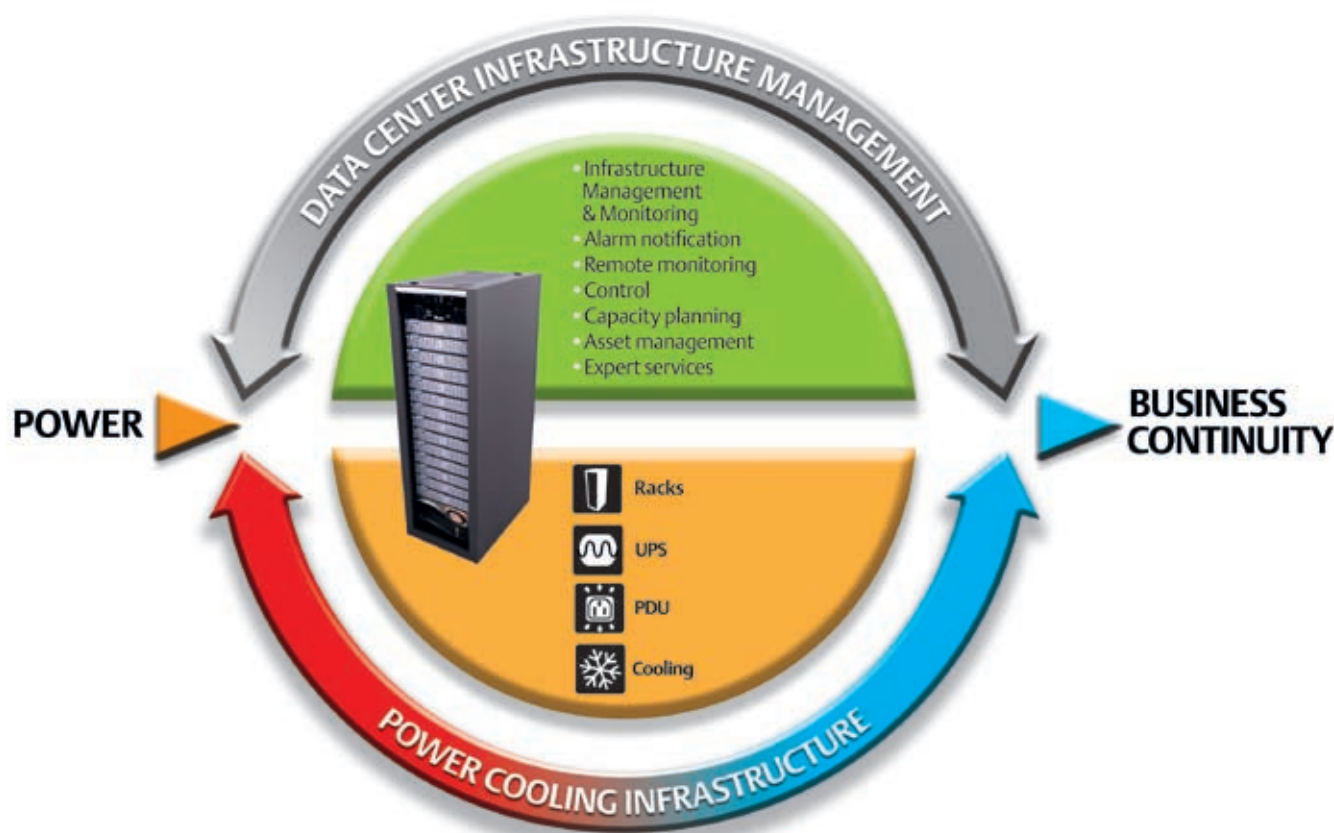 DATA CENTER INFRASTRUCTURE MANAGEMENT
• Infrastructure
Management
& Monitoring
• Alarm notification
• Remote monitoring
• Control
• Capacity planning
• Asset management
• Expert services
POWER
BUSINESS
CONTINUITY
Racks
UPS
PDU
Cooling
POWER COOLING INFRASTRUCTURE